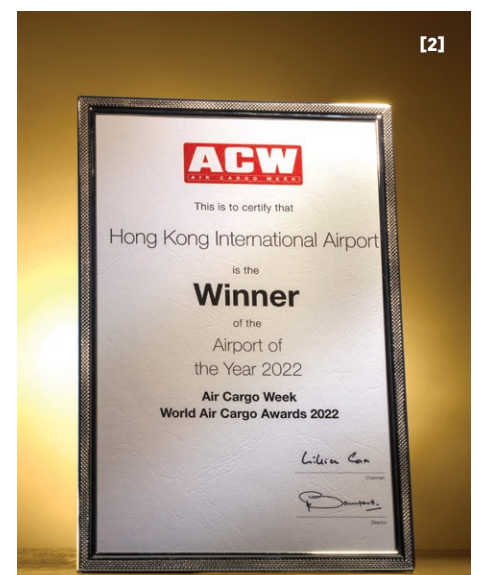 [2]
ACW
AIR CARGO WEEK
This is to certify that
Hong Kong International Airport
is the
Winner
of the
Airport of
the Year 2022
Air Cargo Week
World Air Cargo Awards 2022
Chairman
Director